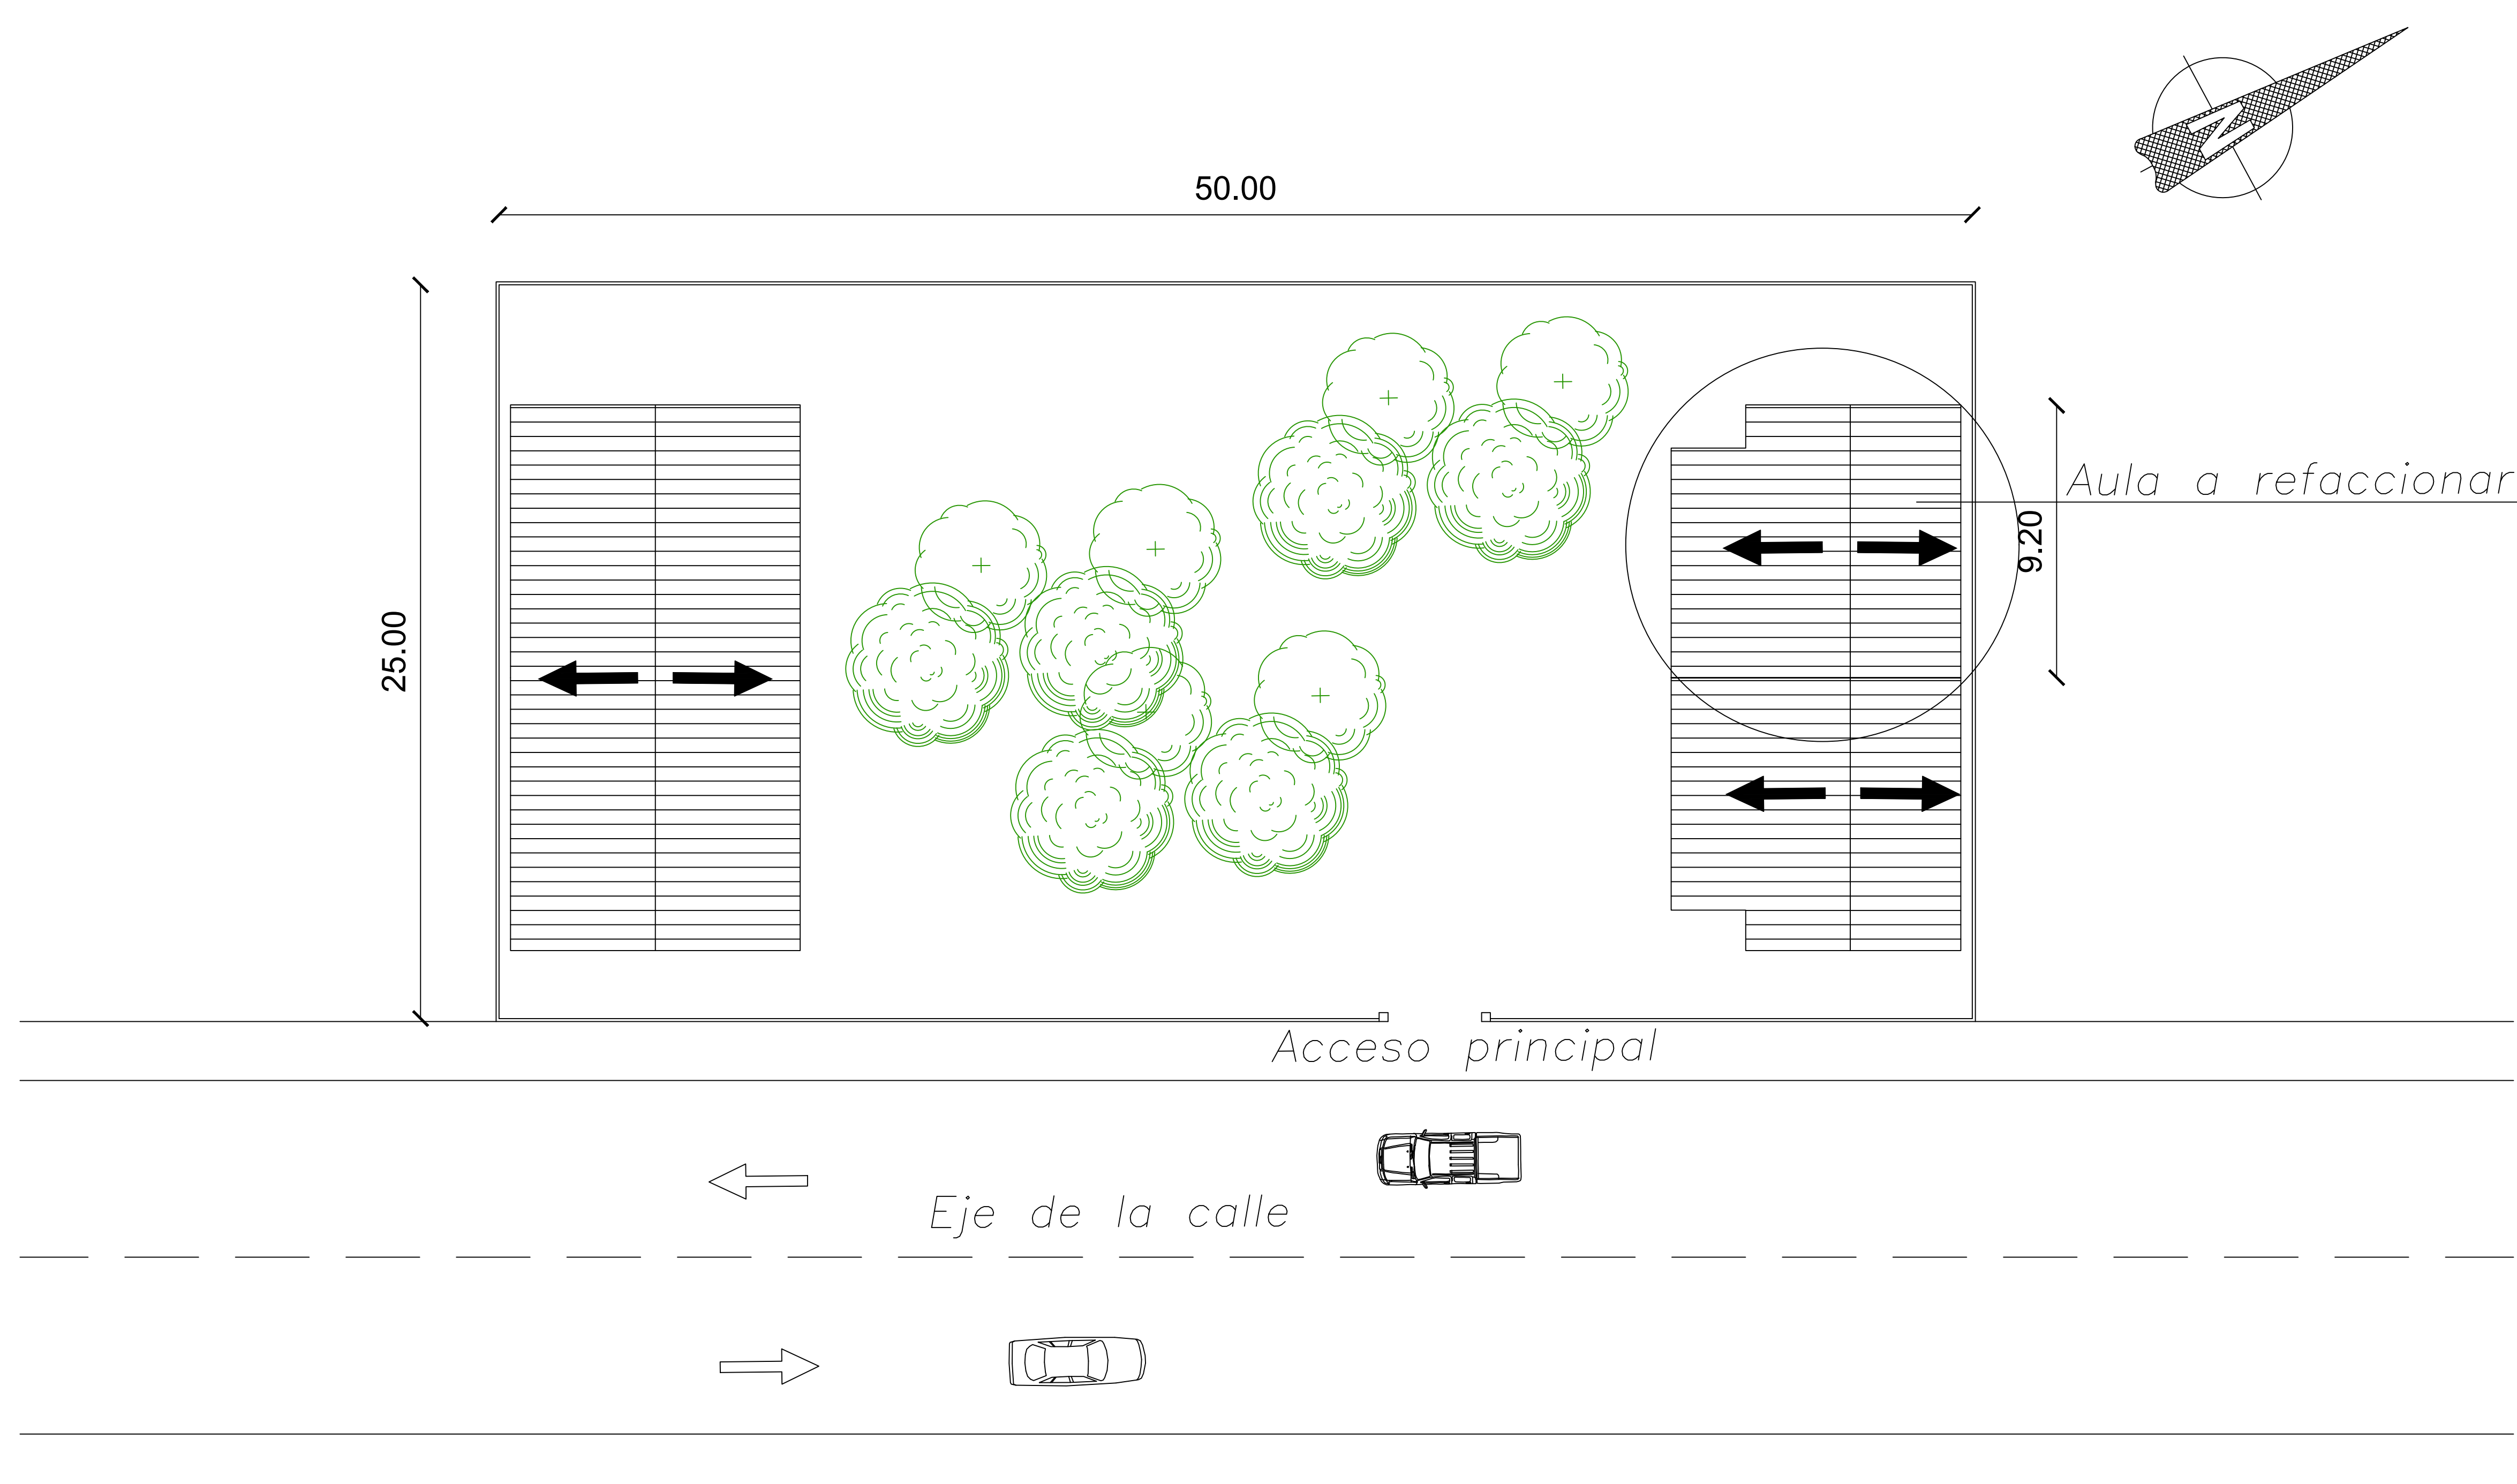 N
50.00
Aula a refaccionar
9.20
25.00
Acceso principal
Eje de la calle